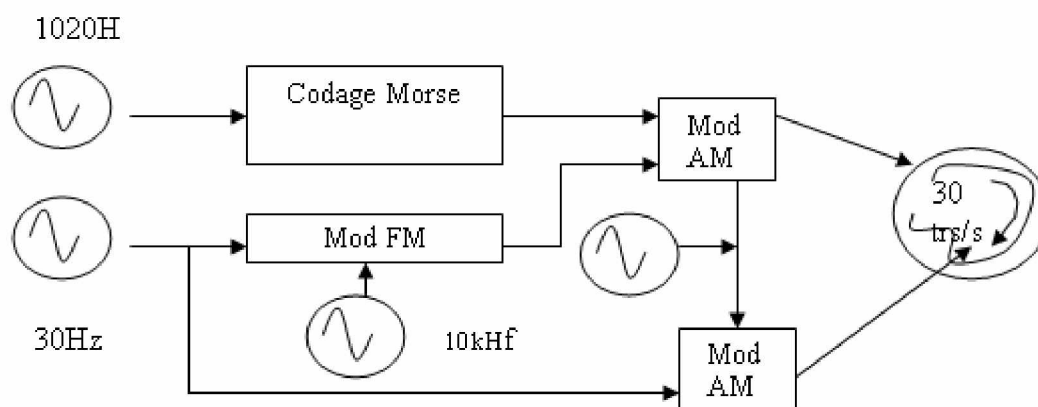 1020H
Codage Morse
Mod
AM
30
trs/s
Mod FM
30Hz
10kHf
Mod
AM